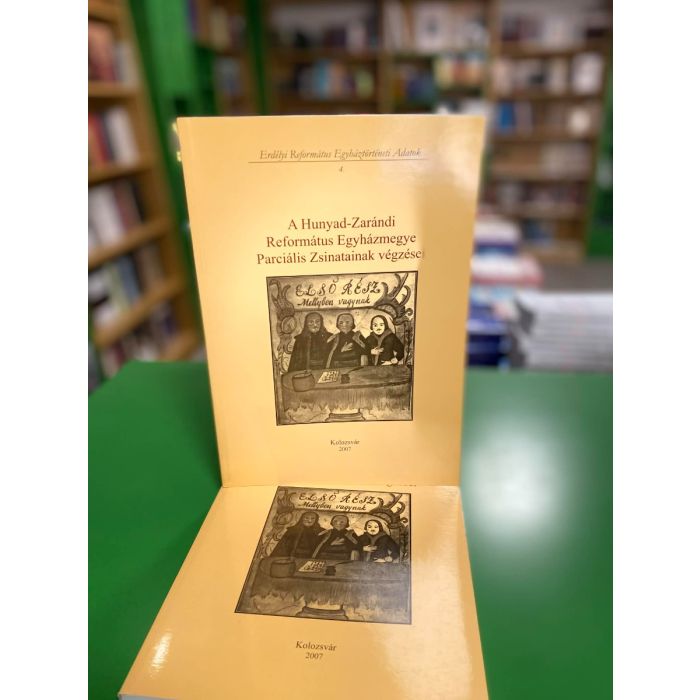 Erdélyi Református Egyháztörténeti Adatok
4.
A Hunyad-Zarándi
Református Egyházmegye
Parciális Zsinatainak végzései
ELSŐ RÉSZ
Mellyben vagynak
Kolozsvár
2007
ELSŐ RÉSZ
Mellyben vagynak
Kolozsvár
2007